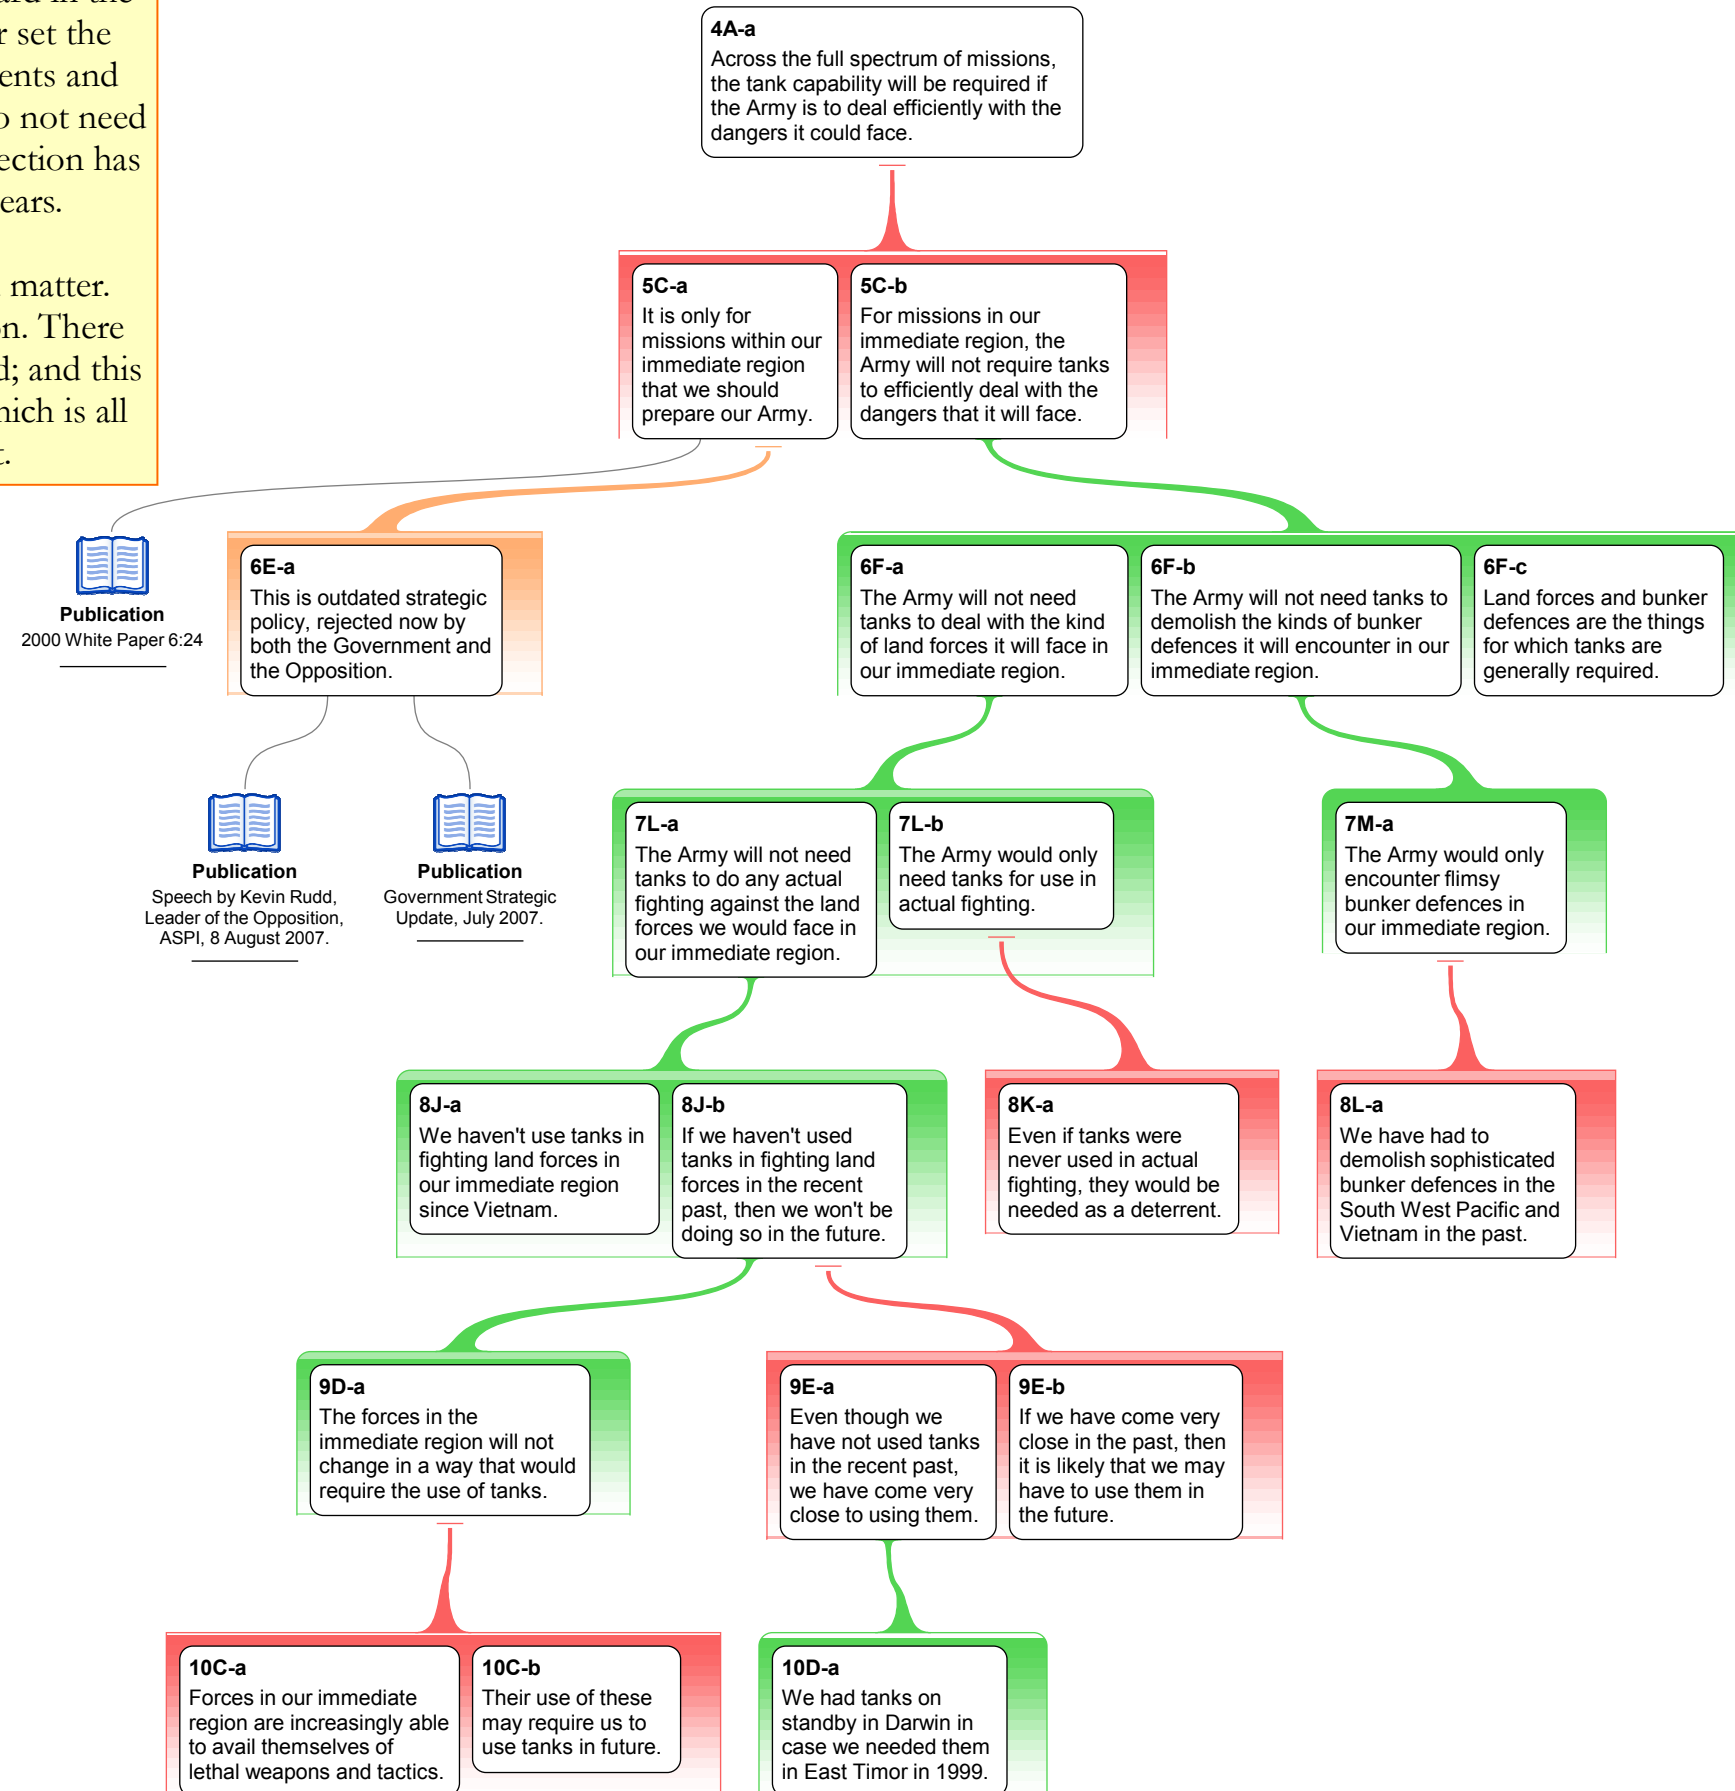 ard in the
r set the
ents and
o not need
ection has
ears.
matter.
on. There
d; and this
hich is all
t.
4A-a
Across the full spectrum of missions,
the tank capability will be required if
the Army is to deal efficiently with the
dangers it could face.
5C-a
It is only for
missions within our
immediate region
that we should
prepare our Army.
5C-b
For missions in our
immediate region, the
Army will not require tanks
to efficiently deal with the
dangers that it will face.
Publication
2000 White Paper 6:24
6E-a
This is outdated strategic
policy, rejected now by
both the Government and
the Opposition.
6F-a
The Army will not need
tanks to deal with the kind
of land forces it will face in
our immediate region.
6F-b
The Army will not need tanks to
demolish the kinds of bunker
defences it will encounter in our
immediate region.
6F-c
Land forces and bunker
defences are the things
for which tanks are
generally required.
Publication
Speech by Kevin Rudd,
Leader of the Opposition,
ASPI, 8 August 2007.
Publication
Government Strategic
Update, July 2007.
7L-a
The Army will not need
tanks to do any actual
fighting against the land
forces we would face in
our immediate region.
7L-b
The Army would only
need tanks for use in
actual fighting.
7M-a
The Army would only
encounter flimsy
bunker defences in
our immediate region.
8J-a
We haven't use tanks in
fighting land forces in
our immediate region
since Vietnam.
8J-b
If we haven't used
tanks in fighting land
forces in the recent
past, then we won't be
doing so in the future.
8K-a
Even if tanks were
never used in actual
fighting, they would be
needed as a deterrent.
8L-a
We have had to
demolish sophisticated
bunker defences in the
South West Pacific and
Vietnam in the past.
9D-a
The forces in the
immediate region will not
change in a way that would
require the use of tanks.
9E-a
Even though we
have not used tanks
in the recent past,
we have come very
close to using them.
9E-b
If we have come very
close in the past, then
it is likely that we may
have to use them in
the future.
10C-a
Forces in our immediate
region are increasingly able
to avail themselves of
lethal weapons and tactics.
10C-b
Their use of these
may require us to
use tanks in future.
10D-a
We had tanks on
standby in Darwin in
case we needed them
in East Timor in 1999.